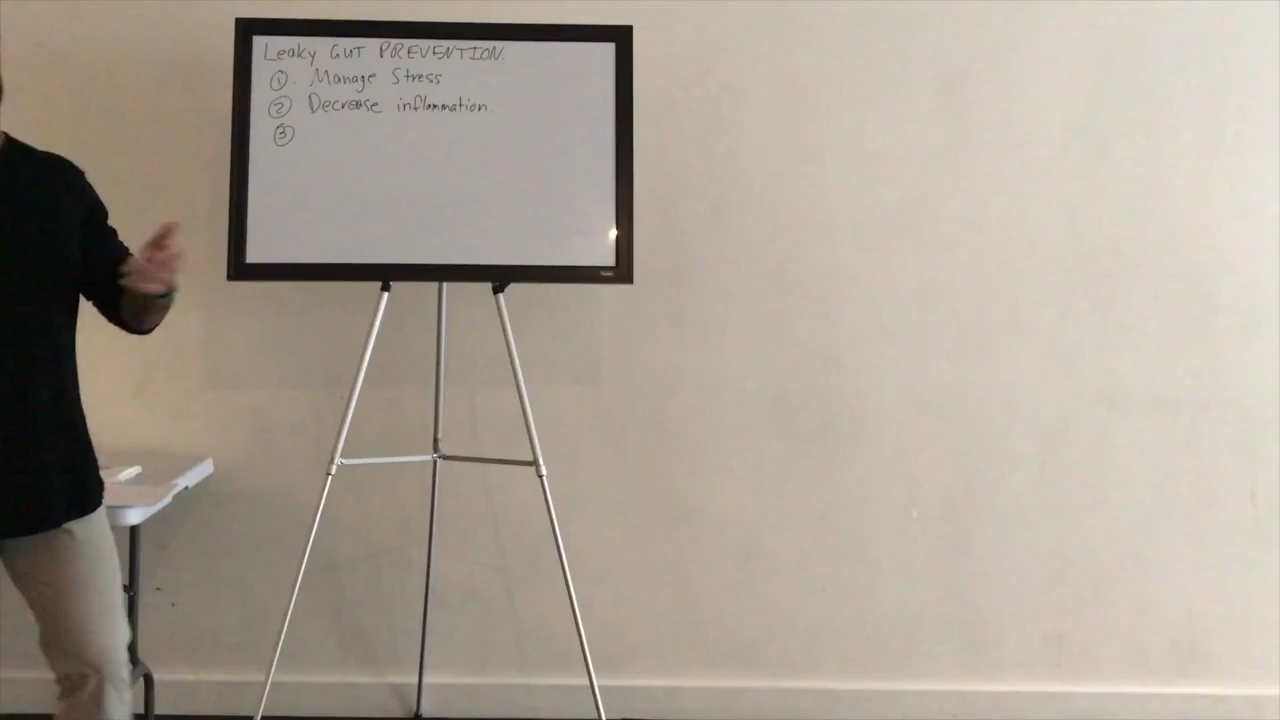 Leaky GUT PREVENTION.
①. Manage Stress
② Decrease inflammation.
③